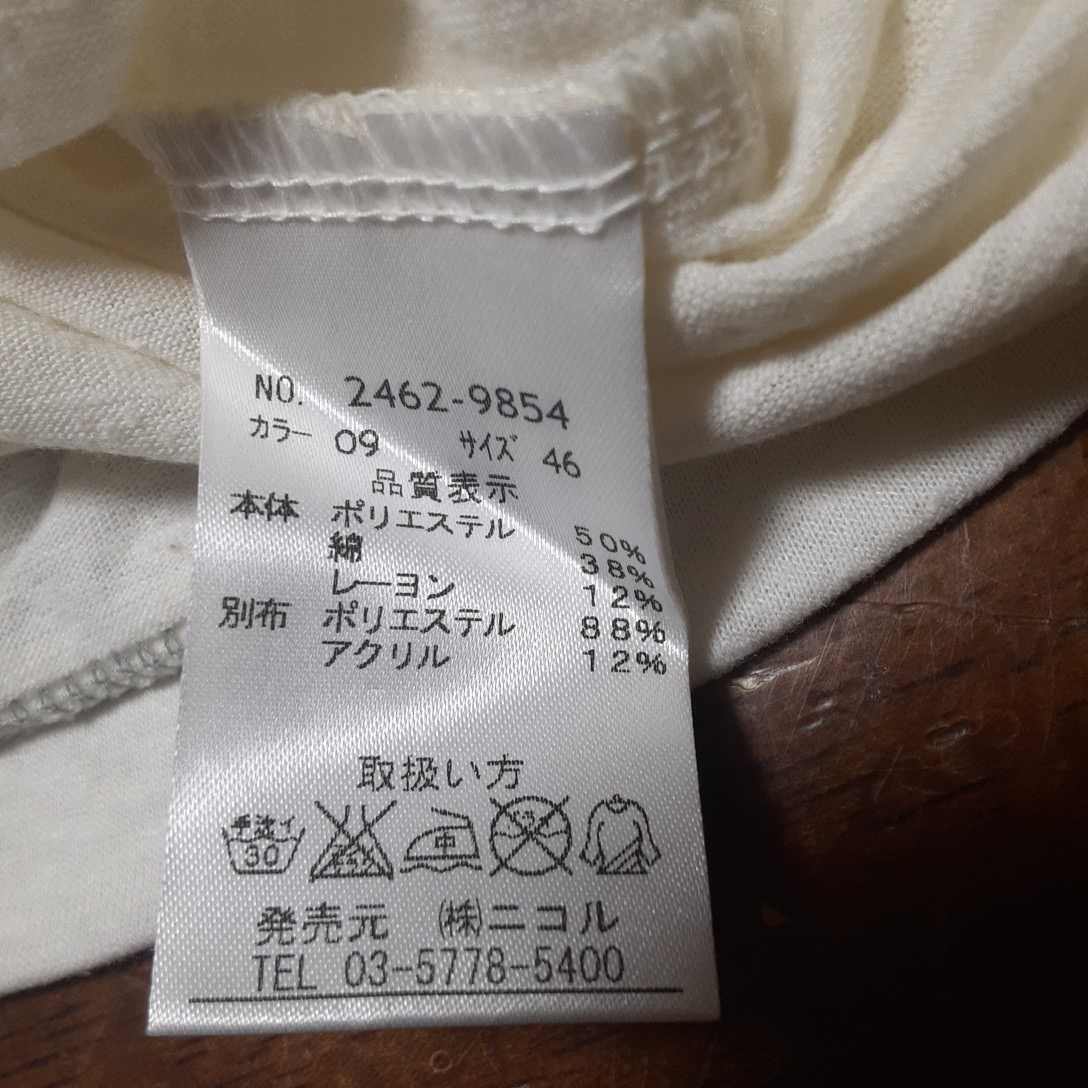 NO. 2462-9854
カラー 09 サイズ 46
品質表示
本体 ポリエステル 50%
綿 38%
レーヨン 12%
別布 ポリエステル 88%
アクリル 12%
取扱い方
手洗イ
30
中
発売元 ㈱ニコル
TEL 03-5778-5400